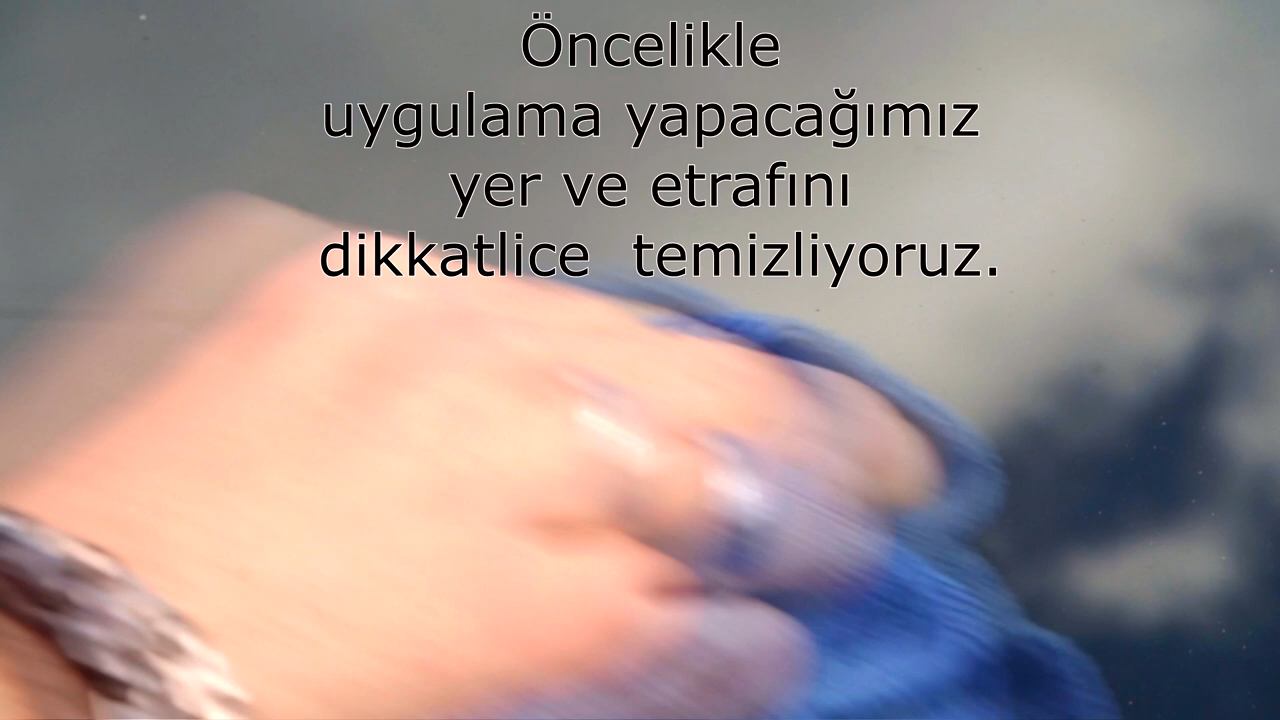 Öncelikle
uygulama yapacağımız
yer ve etrafını
dikkatlice temizliyoruz.